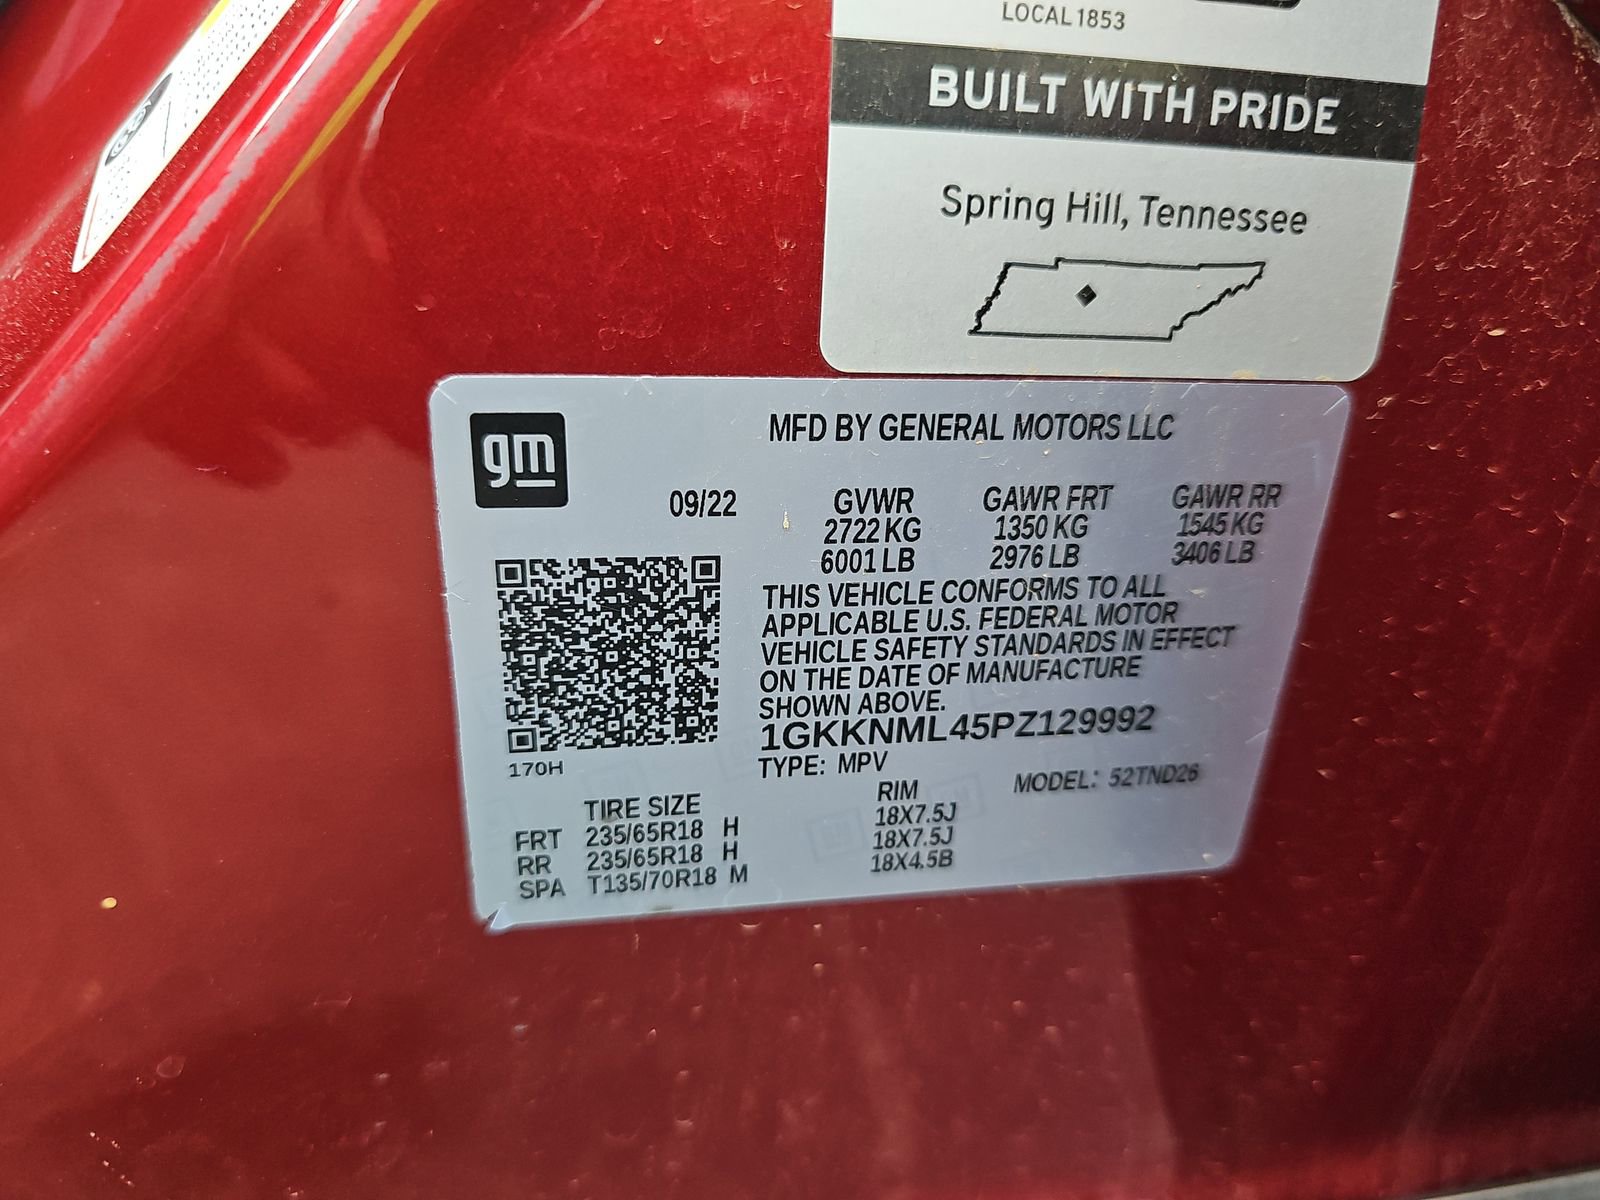 LOCAL 1853
BUILT WITH PRIDE
Spring Hill, Tennessee
gm
MFD BY GENERAL MOTORS LLC
09/22 GVWR GAWR FRT GAWR RR
2722 KG 1350 KG 1545 KG
6001 LB 2976 LB 3406 LB
THIS VEHICLE CONFORMS TO ALL
APPLICABLE U.S. FEDERAL MOTOR
VEHICLE SAFETY STANDARDS IN EFFECT
ON THE DATE OF MANUFACTURE
SHOWN ABOVE.
1GKKNML45PZ129992
170H
TYPE: MPV MODEL: 52TND26
TIRE SIZE RIM
FRT 235/65R18 H 18X7.5J
RR 235/65R18 H 18X7.5J
SPA T135/70R18 M 18X4.5B